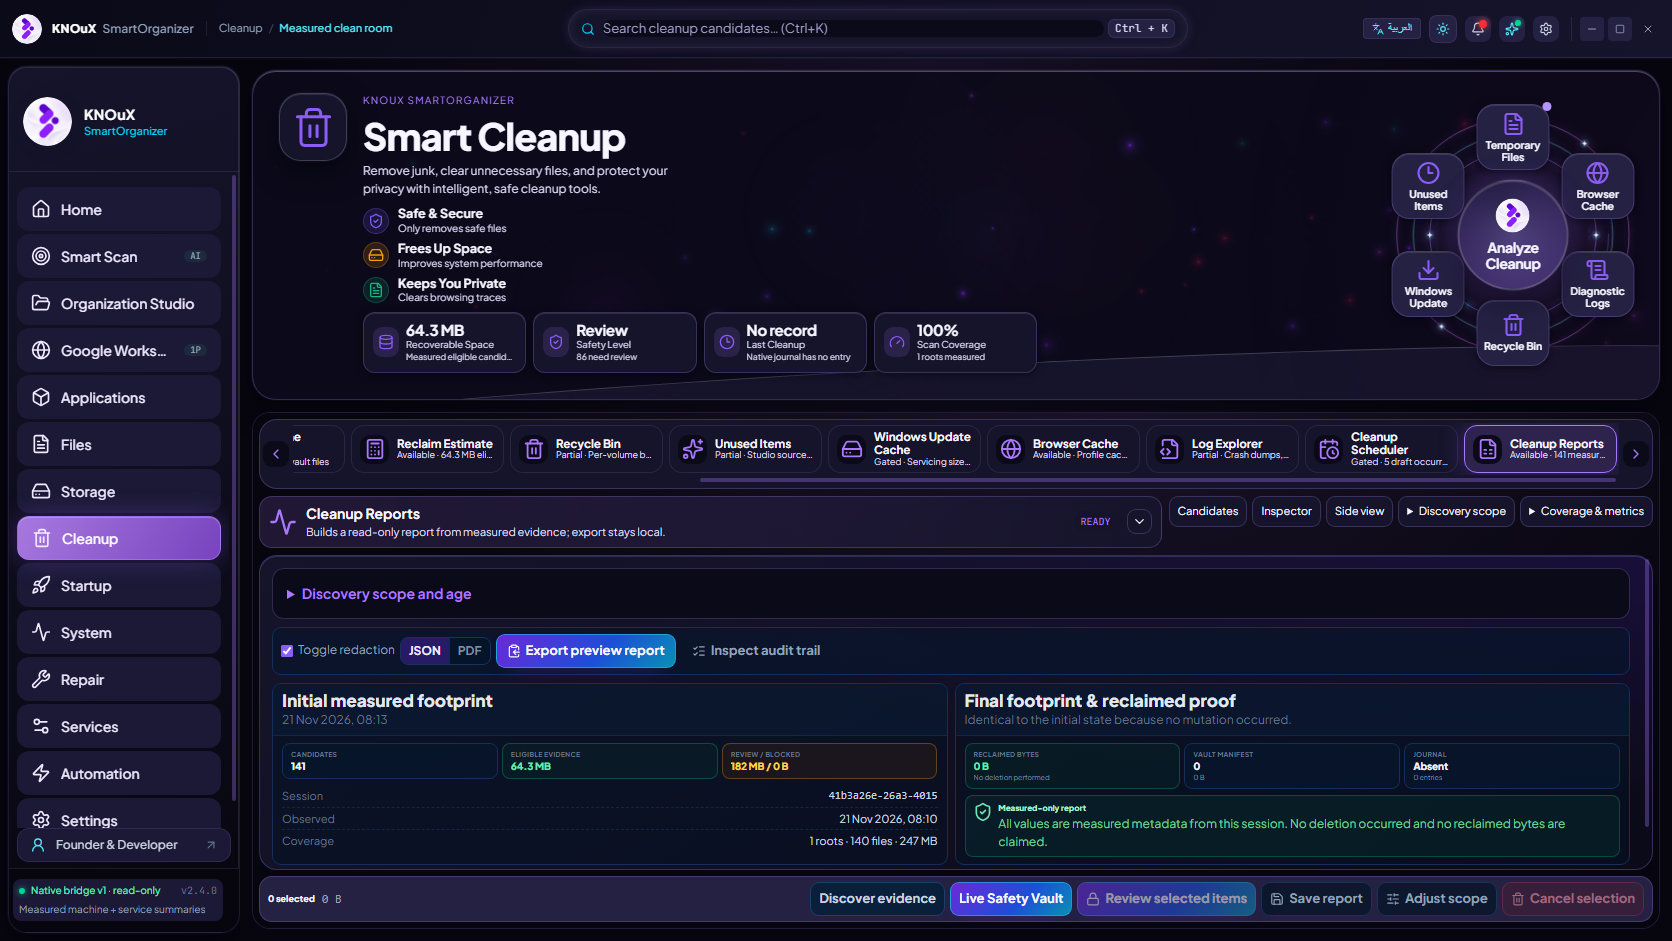 KNOuX SmartOrganizer
Cleanup / Measured clean room
Search cleanup candidates... (Ctrl+K)
Ctrl + K
العربية
KNOuX
SmartOrganizer
Home
Smart Scan AI
Organization Studio
Google Works... 1P
Applications
Files
Storage
Cleanup
Startup
System
Repair
Services
Automation
Settings
Founder & Developer
Native bridge v1 · read-only v2.4.8
Measured machine + service summaries
KNOUX SMARTORGANIZER
Smart Cleanup
Remove junk, clear unnecessary files, and protect your
privacy with intelligent, safe cleanup tools.
Safe & Secure
Only removes safe files
Frees Up Space
Improves system performance
Keeps You Private
Clears browsing traces
64.3 MB
Recoverable Space
Measured eligible candid...
Review
Safety Level
86 need review
No record
Last Cleanup
Native journal has no entry
100%
Scan Coverage
1 roots measured
Temporary
Files
Unused
Items
Browser
Cache
Analyze
Cleanup
Windows
Update
Diagnostic
Logs
Recycle Bin
Reclaim Estimate
Available · 64.3 MB eli...
Recycle Bin
Partial · Per-volume b...
Unused Items
Partial · Studio source...
Windows Update
Cache
Gated · Servicing size...
Browser Cache
Available · Profile cac...
Log Explorer
Partial · Crash dumps,...
Cleanup
Scheduler
Gated · 5 draft occurr...
Cleanup Reports
Available · 141 measur...
Cleanup Reports
Builds a read-only report from measured evidence; export stays local.
READY
Candidates
Inspector
Side view
Discovery scope
Coverage & metrics
Discovery scope and age
Toggle redaction
JSON PDF
Export preview report
Inspect audit trail
Initial measured footprint
21 Nov 2026, 08:13
CANDIDATES
141
ELIGIBLE EVIDENCE
64.3 MB
REVIEW / BLOCKED
182 MB / 0 B
Session 41b3a26e-26a3-4015
Observed 21 Nov 2026, 08:10
Coverage 1 roots · 140 files · 247 MB
Final footprint & reclaimed proof
Identical to the initial state because no mutation occurred.
RECLAIMED BYTES
0 B
No deletion performed
VAULT MANIFEST
0
0 B
JOURNAL
Absent
0 entries
Measured-only report
All values are measured metadata from this session. No deletion occurred and no reclaimed bytes are
claimed.
0 selected 0 B
Discover evidence
Live Safety Vault
Review selected items
Save report
Adjust scope
Cancel selection